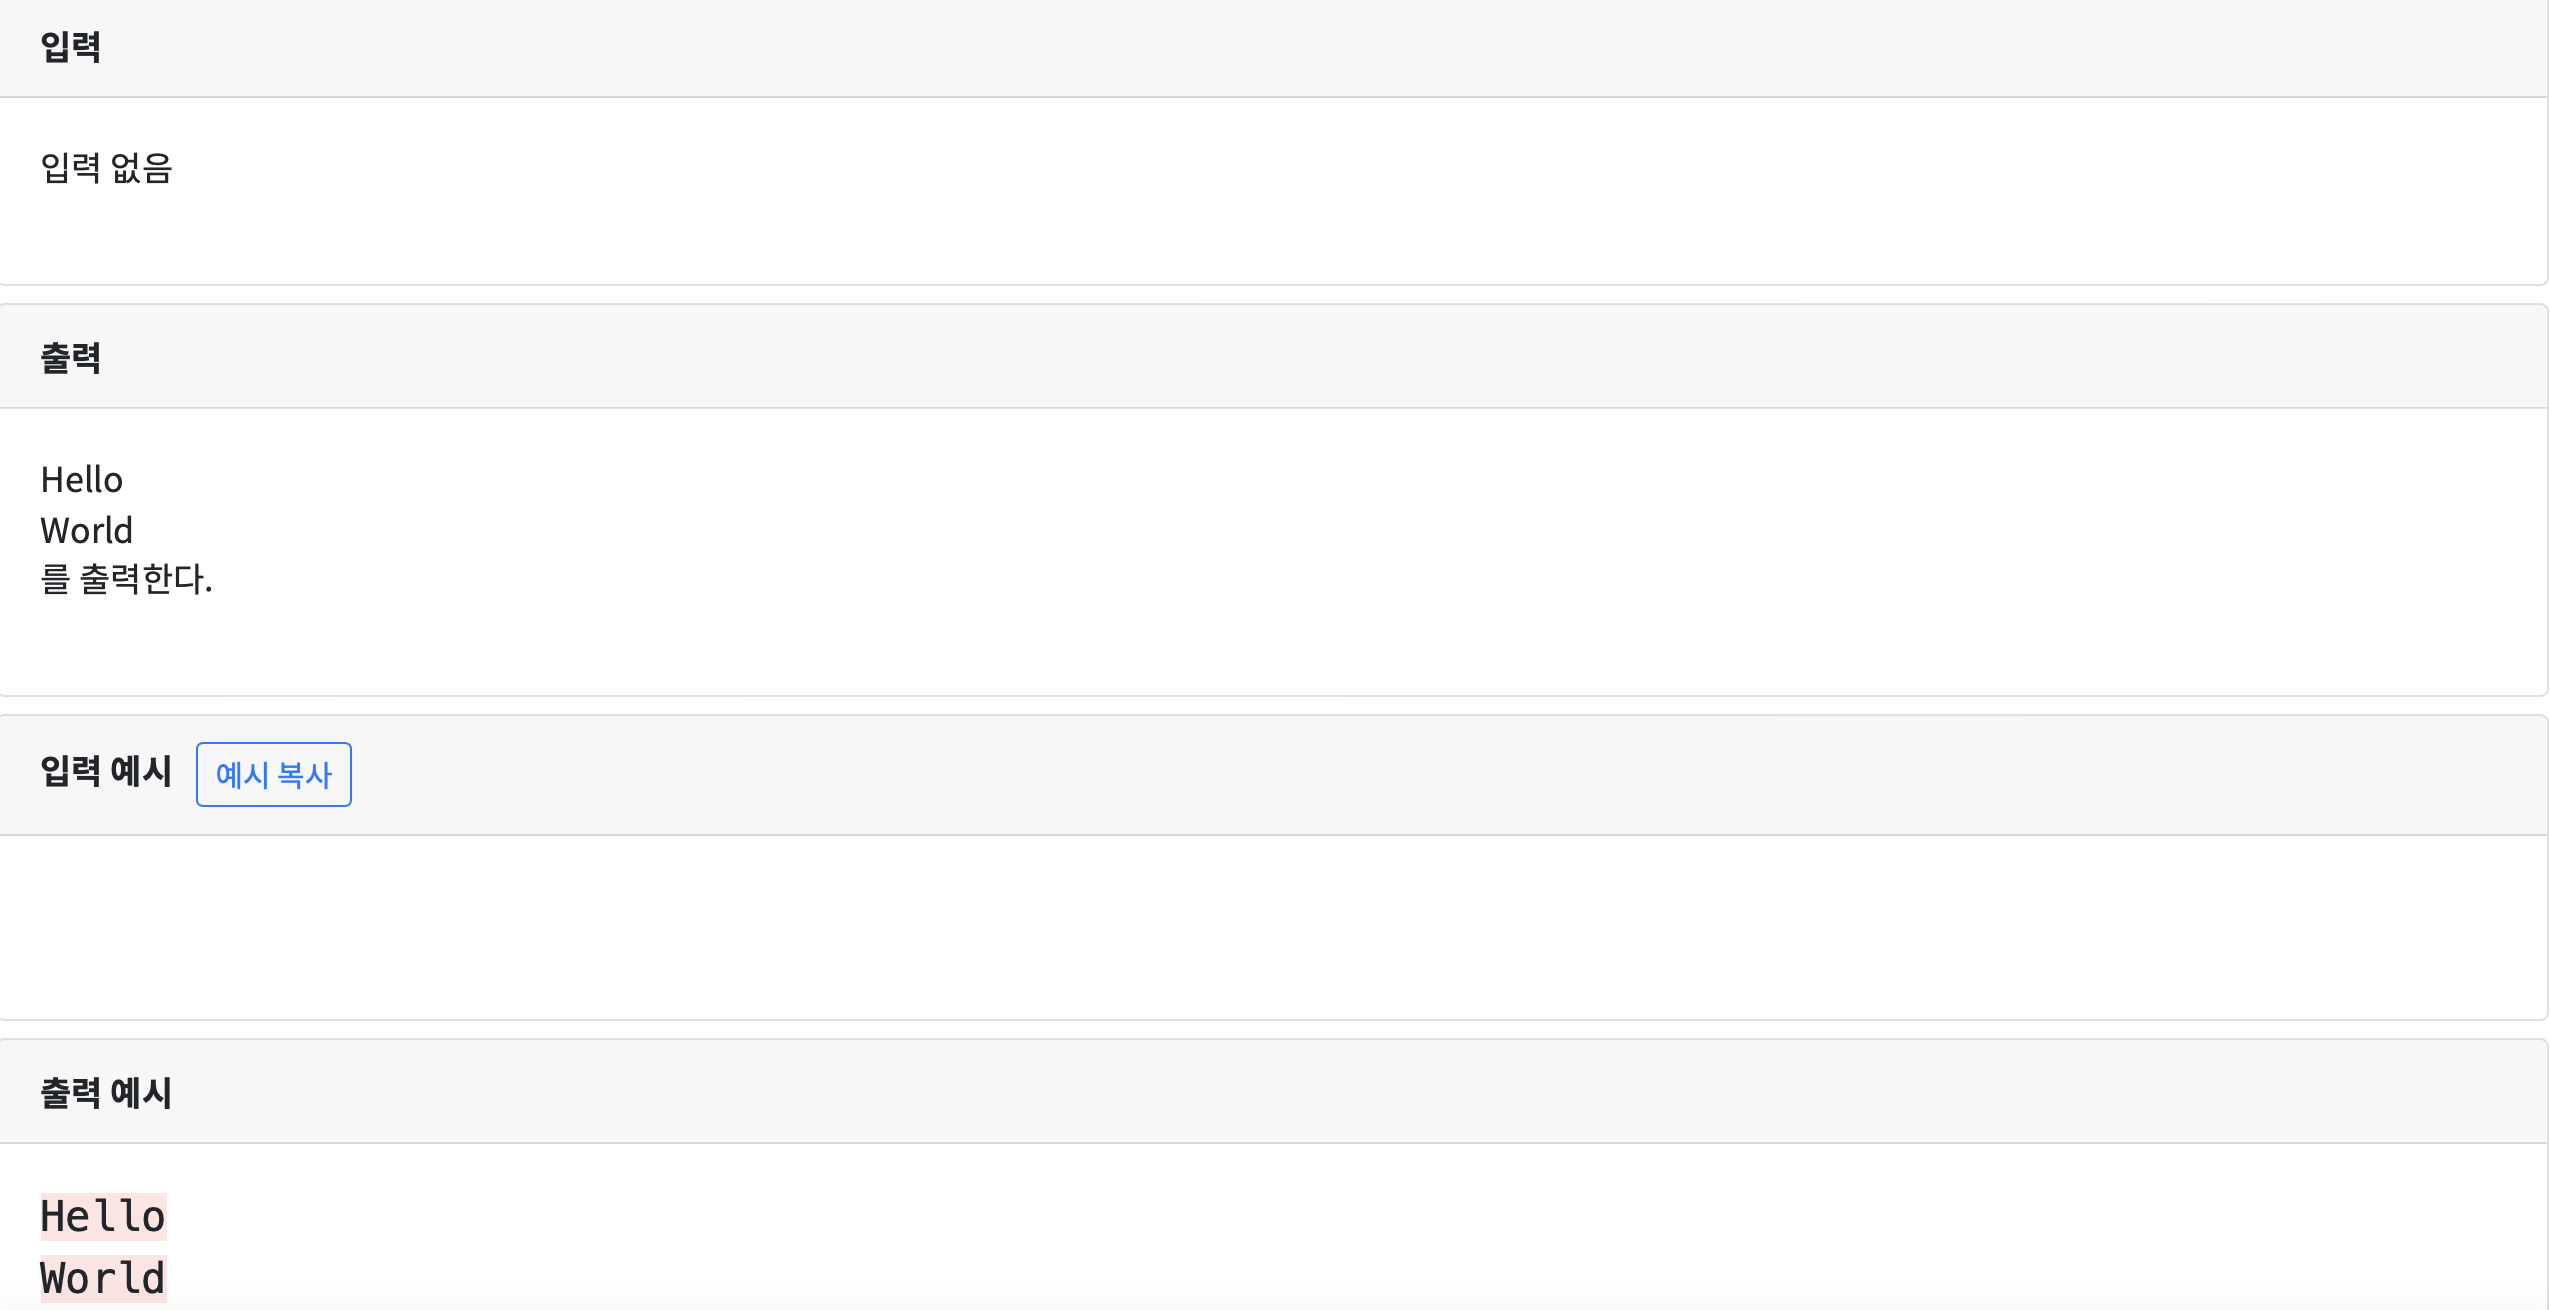 입력
입력 없음
출력
Hello
World
를 출력한다.
입력 예시 예시 복사
출력 예시
Hello
World